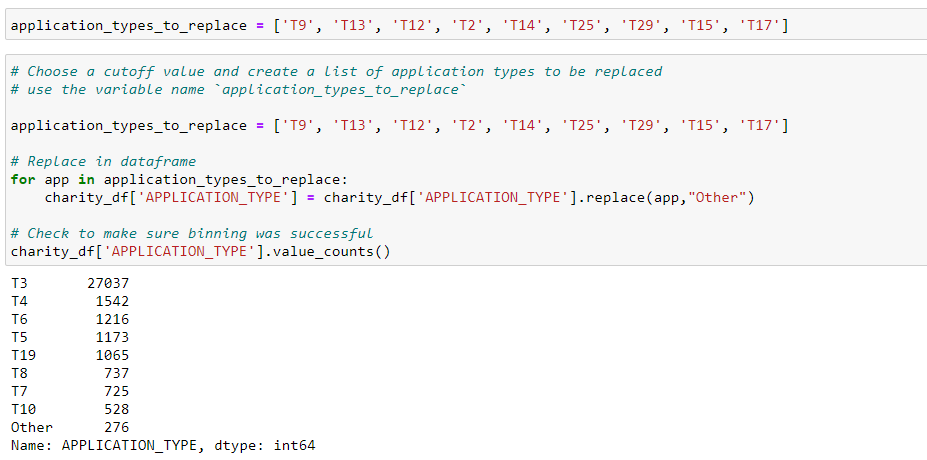 application_types_to_replace = ['T9', 'T13', 'T12', 'T2', 'T14', 'T25', 'T29', 'T15', 'T17']
# Choose a cutoff value and create a list of application types to be replaced
# use the variable name `application_types_to_replace`
application_types_to_replace = ['T9', 'T13', 'T12', 'T2', 'T14', 'T25', 'T29', 'T15', 'T17']
# Replace in dataframe
for app in application_types_to_replace:
    charity_df['APPLICATION_TYPE'] = charity_df['APPLICATION_TYPE'].replace(app,"Other")
# Check to make sure binning was successful
charity_df['APPLICATION_TYPE'].value_counts()
T3       27037
T4        1542
T6        1216
T5        1173
T19       1065
T8         737
T7         725
T10        528
Other      276
Name: APPLICATION_TYPE, dtype: int64